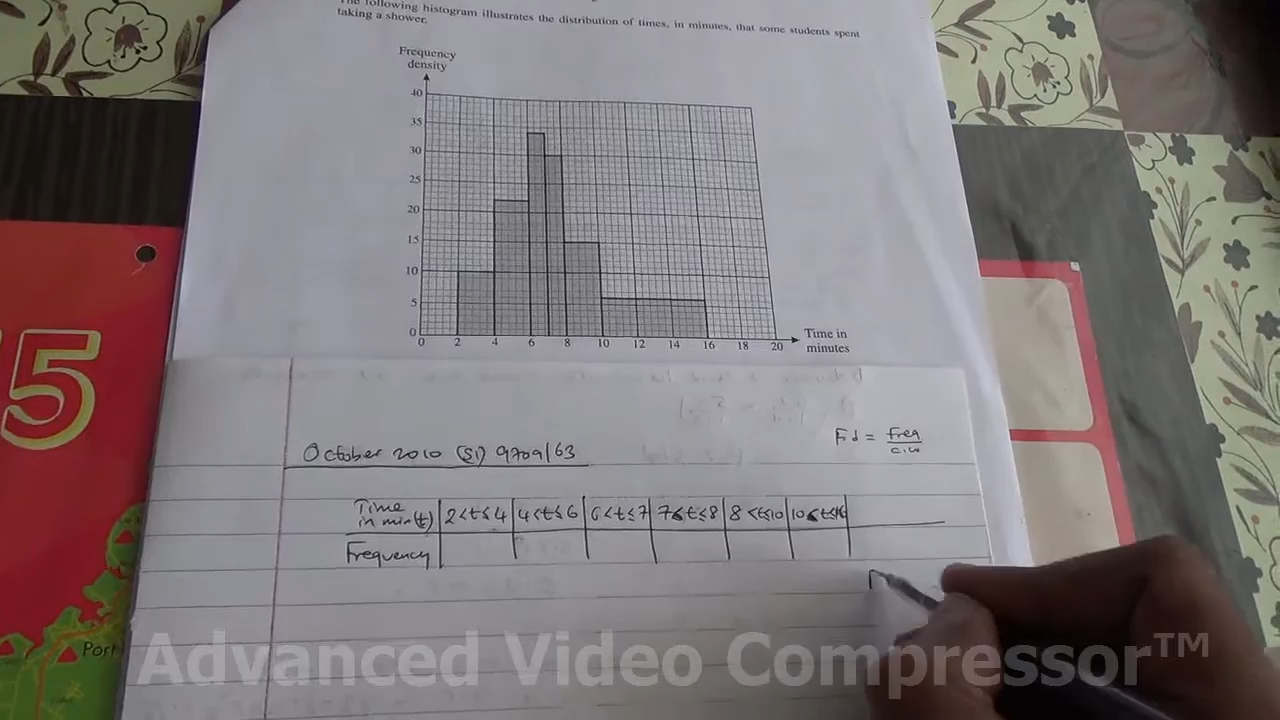 The following histogram illustrates the distribution of times, in minutes, that some students spent
taking a shower.
Frequency
density
40
35
30
25
20
15
10
5
0
0 2 4 6 8 10 12 14 16 18 20
Time in
minutes
5
Port
Fd = Freq
C.W
October 2010 (S1) 9709/63
Time
in min(t) 2<t≤4 4<t≤6 6<t≤7 7<t≤8 8<t≤10 10<t≤16
Frequency
Advanced Video Compressor™